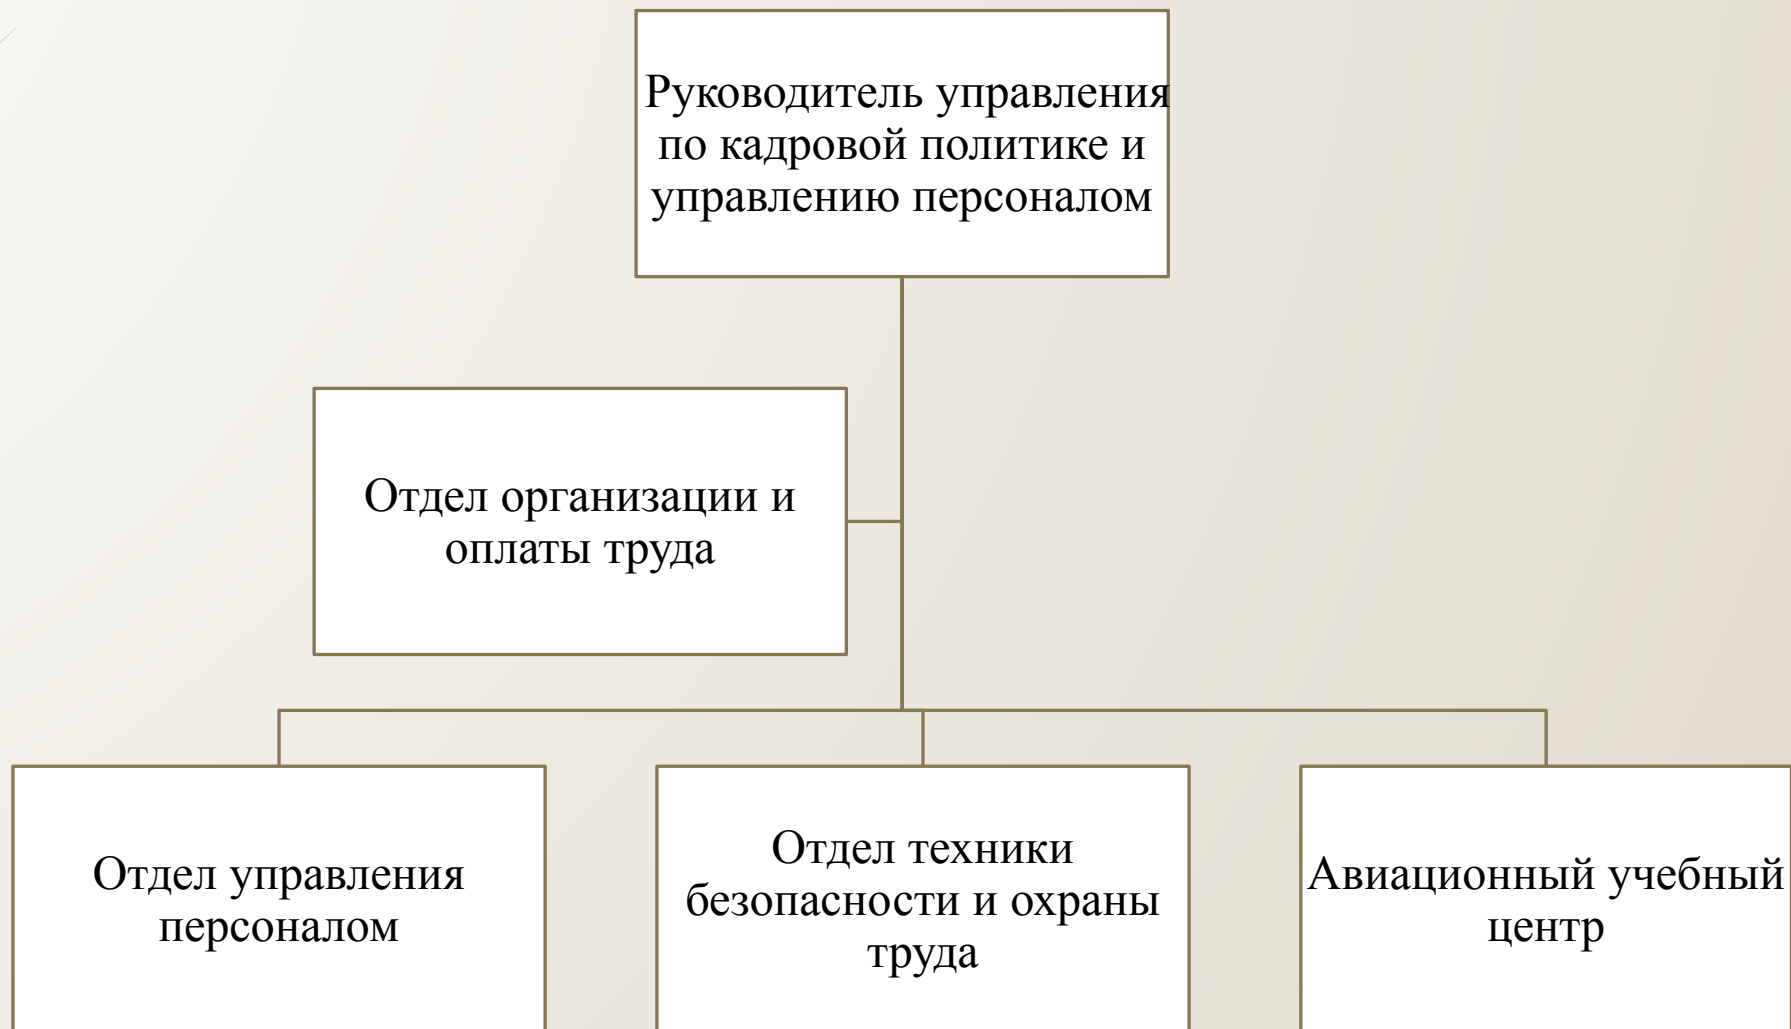 Руководитель управления
по кадровой политике и
управлению персоналом
Отдел организации и
оплаты труда
Отдел управления
персоналом
Отдел техники
безопасности и охраны
труда
Авиационный учебный
центр